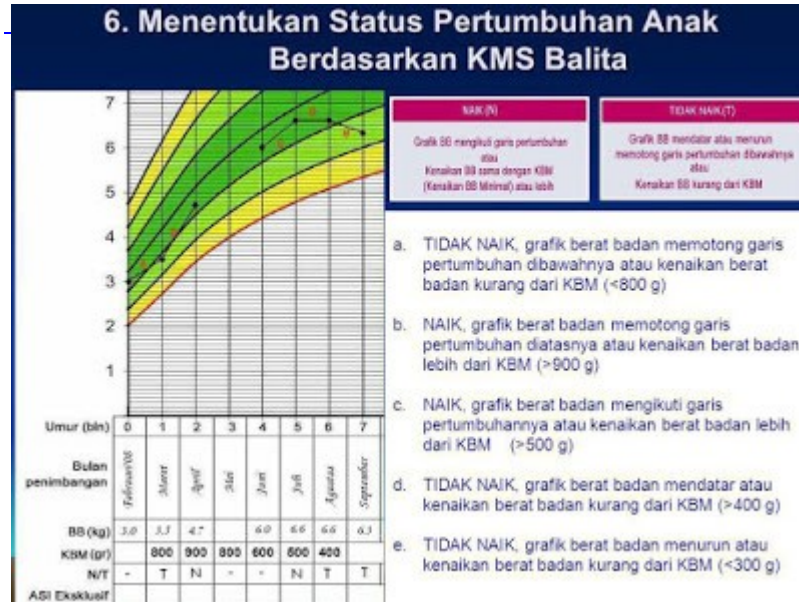 6. Menentukan Status Pertumbuhan Anak
Berdasarkan KMS Balita
7
6
5
4
3
2
1
NAIK (N)
Grafik BB mengikuti garis pertumbuhan
atau
Kenaikan BB sama dengan KBM
(Kenaikan BB Minimal) atau lebih
TIDAK NAIK (T)
Grafik BB mendatar atau menurun
memotong garis pertumbuhan dibawahnya
atau
Kenaikan BB kurang dari KBM
a. TIDAK NAIK, grafik berat badan memotong garis
pertumbuhan dibawahnya atau kenaikan berat
badan kurang dari KBM (<800 g)
b. NAIK, grafik berat badan memotong garis
pertumbuhan diatasnya atau kenaikan berat badan
lebih dari KBM (>900 g)
c. NAIK, grafik berat badan mengikuti garis
pertumbuhannya atau kenaikan berat badan lebih
dari KBM (>500 g)
d. TIDAK NAIK, grafik berat badan mendatar atau
kenaikan berat badan kurang dari KBM (>400 g)
e. TIDAK NAIK, grafik berat badan menurun atau
kenaikan berat badan kurang dari KBM (<300 g)
Umur (bln) 0 1 2 3 4 5 6 7
Bulan
penimbangan Februari'08 Maret April Mei Juni Juli Agustus September
BB (kg) 3.0 3.5 4.7 6.0 6.6 6.6 6.3
KBM (gr) 800 900 800 600 500 400
N/T - T N - - N T T
ASI Eksklusif